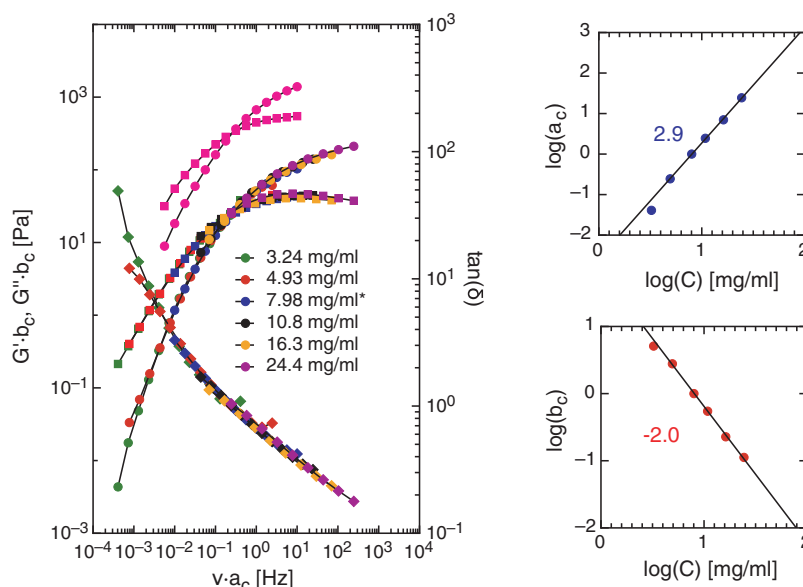 10³
10³
10¹
10² 
G'·b_c, G''·b_c [Pa]
tan(δ)
3.24 mg/ml
4.93 mg/ml
7.98 mg/ml*
10.8 mg/ml
16.3 mg/ml
24.4 mg/ml
10¹
10⁻¹
10⁰
10⁻³
10⁻¹
10⁻⁴ 10⁻³ 10⁻² 10⁻¹ 10⁰ 10¹ 10² 10³ 10⁴
ν·a_c [Hz]
3
2
1
0
−1
−2
log(a_c)
2.9
0 1 2
log(C) [mg/ml]
1
0
−1
−2
log(b_c)
-2.0
0 1 2
log(C) [mg/ml]